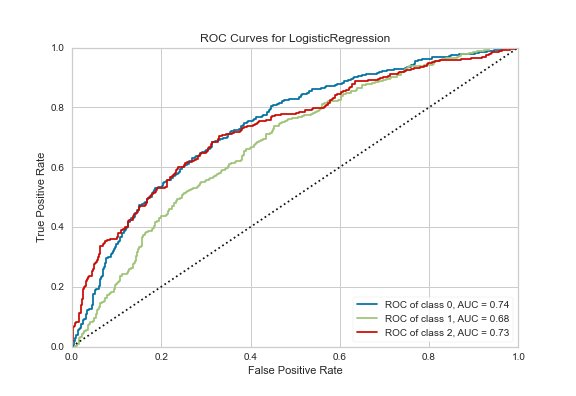 ROC Curves for LogisticRegression
1.0
0.8
0.6
0.4
0.2
0.0
True Positive Rate
ROC of class 0, AUC = 0.74
ROC of class 1, AUC = 0.68
ROC of class 2, AUC = 0.73
0.0 0.2 0.4 0.6 0.8 1.0
False Positive Rate